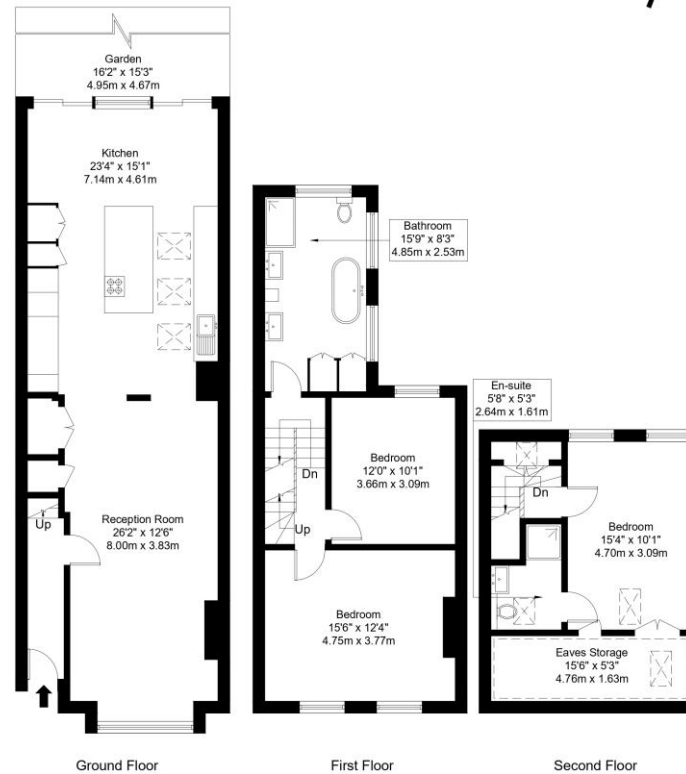 Garden
16'2" x 15'3"
4.95m x 4.67m
Kitchen
23'4" x 15'1"
7.14m x 4.61m
Up
Reception Room
26'2" x 12'6"
8.00m x 3.83m
Ground Floor
Bathroom
15'9" x 8'3"
4.85m x 2.53m
Dn
Up
Bedroom
12'0" x 10'1"
3.66m x 3.09m
Bedroom
15'6" x 12'4"
4.75m x 3.77m
First Floor
En-suite
5'8" x 5'3"
2.64m x 1.61m
Dn
Bedroom
15'4" x 10'1"
4.70m x 3.09m
Eaves Storage
15'6" x 5'3"
4.76m x 1.63m
Second Floor